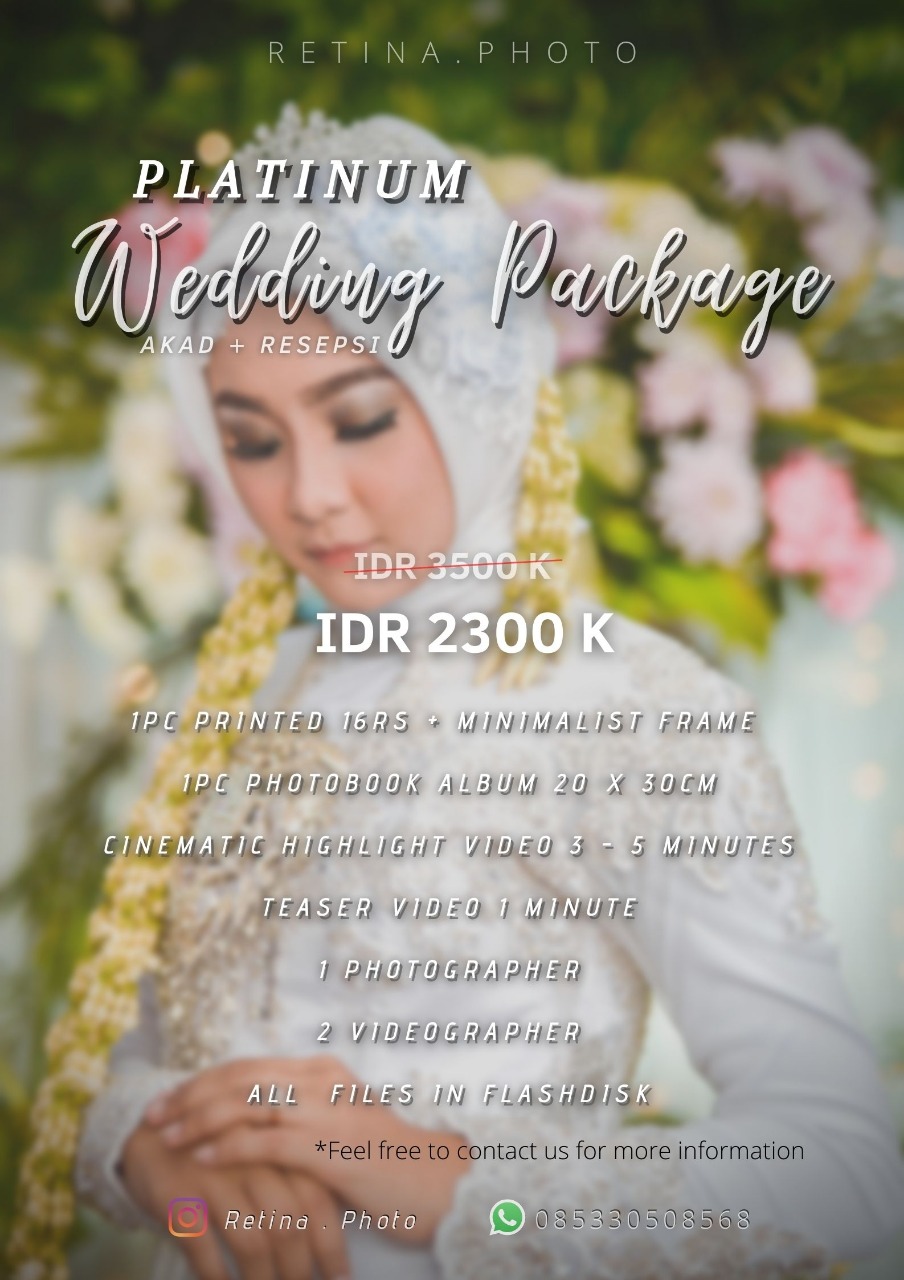 RETINA.PHOTO
PLATINUM
Wedding Package
AKAD + RESEPSI
IDR 3500 K
IDR 2300 K
1PC PRINTED 16RS + MINIMALIST FRAME
1PC PHOTOBOOK ALBUM 20 X 30CM
CINEMATIC HIGHLIGHT VIDEO 3 - 5 MINUTES
TEASER VIDEO 1 MINUTE
1 PHOTOGRAPHER
2 VIDEOGRAPHER
ALL FILES IN FLASHDISK
*Feel free to contact us for more information
Retina . Photo 085330508568